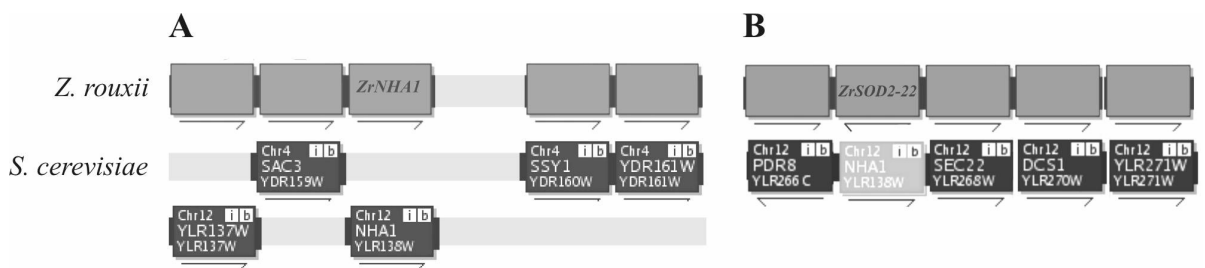 A
B
Z. rouxii
ZrNHA1
ZrSOD2-22
S. cerevisiae
Chr4 i b
SAC3
YDR159W
Chr4 i b
SSY1
YDR160W
Chr4 i b
YDR161W
YDR161W
Chr12 i b
PDR8
YLR266C
Chr12 i b
NHA1
YLR138W
Chr12 i b
SEC22
YLR268W
Chr12 i b
DCS1
YLR270W
Chr12 i b
YLR271W
YLR271W
Chr12 i b
YLR137W
YLR137W
Chr12 i b
NHA1
YLR138W